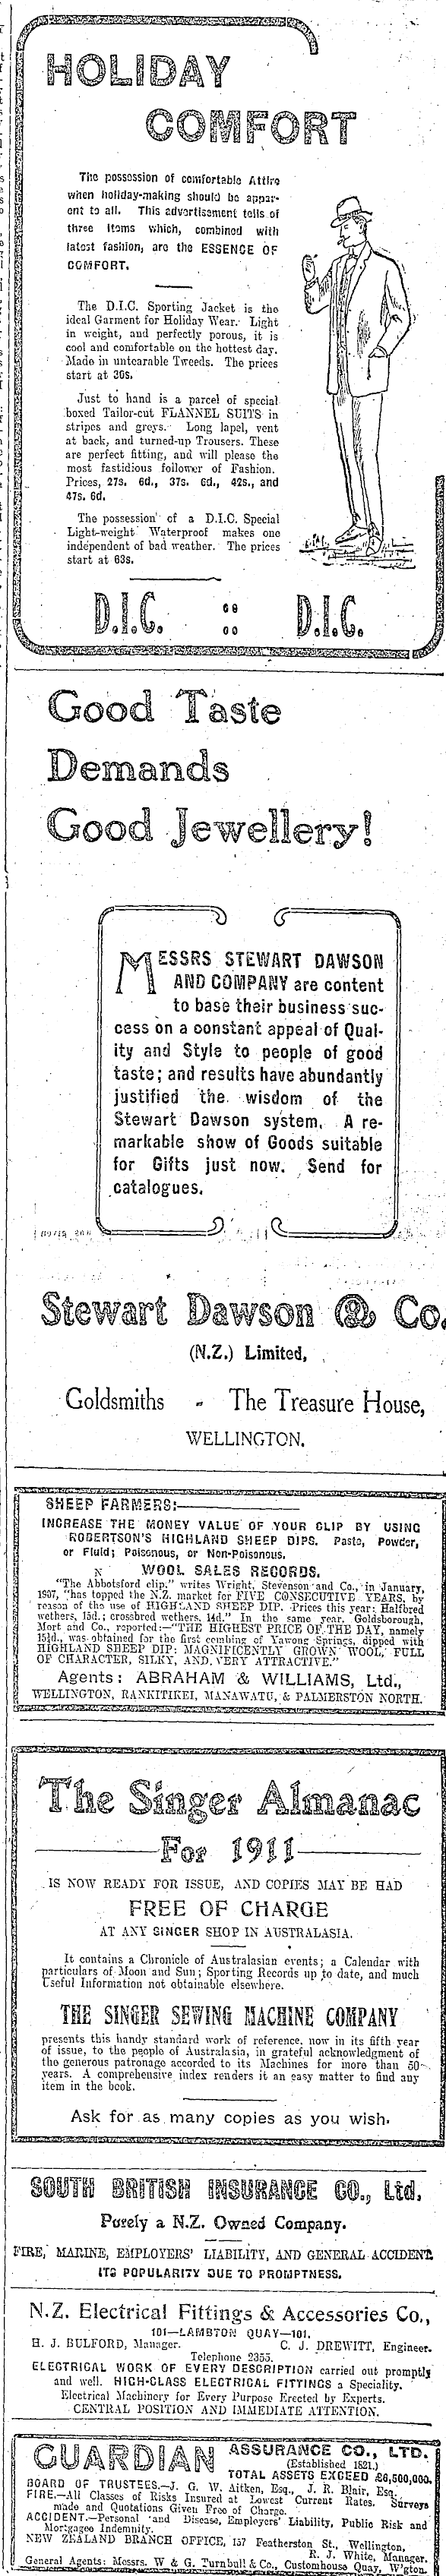 HOLIDAY
COMFORT
The possession of comfortable Attire
when holiday-making should be appar-
ent to all. This advertisement tells of
three items which, combined with
latest fashion, are the ESSENCE OF
COMFORT.
The D.I.C. Sporting Jacket is the
ideal Garment for Holiday Wear. Light
in weight, and perfectly porous, it is
cool and comfortable on the hottest day.
Made in untearable Tweeds. The prices
start at 30s.
Just to hand is a parcel of special
boxed Tailor-cut FLANNEL SUITS in
stripes and greys. Long lapel, vent
at back, and turned-up Trousers. These
are perfect fitting, and will please the
most fastidious follower of Fashion.
Prices, 27s. 6d., 37s. 6d., 42s., and
47s. 6d.
The possession of a D.I.C. Special
Light-weight Waterproof makes one
independent of bad weather. The prices
start at 63s.
D.I.C. :: D.I.C.
Good Taste
Demands
Good Jewellery!
MESSRS STEWART DAWSON
AND COMPANY are content
to base their business suc-
cess on a constant appeal of Qual-
ity and Style to people of good
taste; and results have abundantly
justified the wisdom of the
Stewart Dawson system. A re-
markable show of Goods suitable
for Gifts just now. Send for
catalogues.
Stewart Dawson & Co.
(N.Z.) Limited,
Goldsmiths - The Treasure House,
WELLINGTON.
SHEEP FARMERS:
INCREASE THE MONEY VALUE OF YOUR CLIP BY USING
ROBERTSON'S HIGHLAND SHEEP DIPS. Paste, Powder,
or Fluid; Poisonous, or Non-Poisonous.
WOOL SALES RECORDS.
"The Abbotsford clip," writes Wright, Stevenson and Co., in January,
1907, "has topped the N.Z. market for FIVE CONSECUTIVE YEARS, by
reason of the use of HIGHLAND SHEEP DIP. Prices this year: Halfbred
wethers, 15d.; crossbred wethers, 14d." In the same year, Goldsborough,
Mort and Co., reported:—"THE HIGHEST PRICE OF THE DAY, namely
15½d., was obtained for the first combing of Yawong Springs, dipped with
HIGHLAND SHEEP DIP: MAGNIFICENTLY GROWN WOOL, FULL
OF CHARACTER, SILKY, AND VERY ATTRACTIVE."
Agents: ABRAHAM & WILLIAMS, Ltd.,
WELLINGTON, RANKITIKEI, MANAWATU, & PALMERSTON NORTH.
The Singer Almanac
For 1911
IS NOW READY FOR ISSUE, AND COPIES MAY BE HAD
FREE OF CHARGE
AT ANY SINGER SHOP IN AUSTRALASIA.
It contains a Chronicle of Australasian events; a Calendar with
particulars of Moon and Sun; Sporting Records up to date, and much
Useful Information not obtainable elsewhere.
THE SINGER SEWING MACHINE COMPANY
presents this handy standard work of reference, now in its fifth year
of issue, to the people of Australasia, in grateful acknowledgment of
the generous patronage accorded to its Machines for more than 50
years. A comprehensive index renders it an easy matter to find any
item in the book.
Ask for as many copies as you wish.
SOUTH BRITISH INSURANCE CO., Ltd.
Purely a N.Z. Owned Company.
FIRE, MARINE, EMPLOYERS' LIABILITY, AND GENERAL ACCIDENT.
ITS POPULARITY DUE TO PROMPTNESS.
N.Z. Electrical Fittings & Accessories Co.,
101—LAMBTON QUAY—101.
H. J. BULFORD, Manager. C. J. DREWITT, Engineer.
Telephone 2355.
ELECTRICAL WORK OF EVERY DESCRIPTION carried out promptly
and well. HIGH-CLASS ELECTRICAL FITTINGS a Speciality.
Electrical Machinery for Every Purpose Erected by Experts.
CENTRAL POSITION AND IMMEDIATE ATTENTION.
GUARDIAN ASSURANCE CO., LTD.
(Established 1821.)
TOTAL ASSETS EXCEED £6,500,000.
BOARD OF TRUSTEES.—J. G. W. Aitken, Esq., J. R. Blair, Esq.
FIRE.—All Classes of Risks Insured at Lowest Current Rates. Surveys
made and Quotations Given Free of Charge.
ACCIDENT.—Personal and Disease, Employers' Liability, Public Risk and
Mortgagee Indemnity.
NEW ZEALAND BRANCH OFFICE, 157 Featherston St., Wellington,
R. J. White, Manager.
General Agents: Messrs. W & G. Turnbull & Co., Customhouse Quay, W'gton.